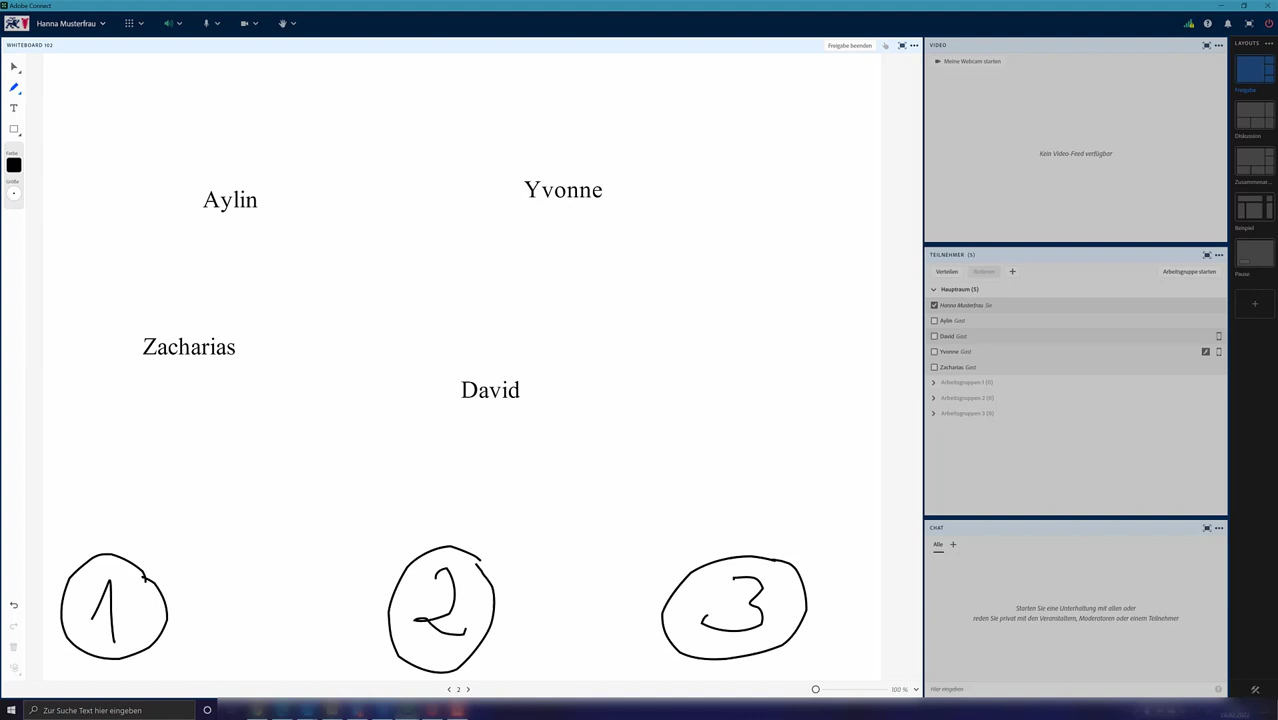 Adobe Connect
Hanna Musterfrau
WHITEBOARD 102
Freigabe beenden
Farbe
Größe
Aylin
Yvonne
Zacharias
David
1
2
3
2
100 %
VIDEO
Meine Webcam starten
Kein Video-Feed verfügbar
TEILNEHMER (5)
Verteilen
Arbeitsgruppe starten
Hauptraum (5)
Hanna Musterfrau Sie
Aylin Gast
David Gast
Yvonne Gast
Zacharias Gast
Arbeitsgruppen 1 (0)
Arbeitsgruppen 2 (0)
Arbeitsgruppen 3 (0)
CHAT
Alle
Starten Sie eine Unterhaltung mit allen oder
reden Sie privat mit den Veranstaltern, Moderatoren oder einem Teilnehmer
Hier eingeben
LAYOUTS
Freigabe
Diskussion
Zusammenar...
Beispiel
Pause
Zur Suche Text hier eingeben